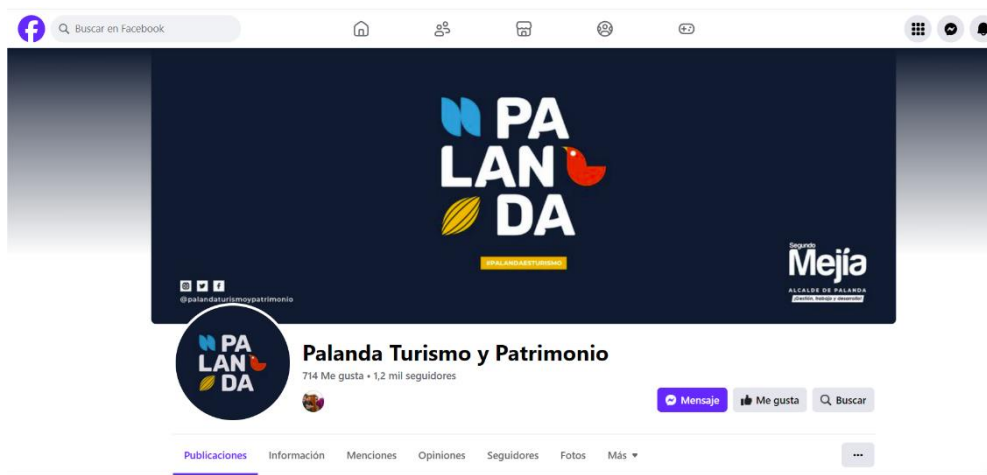 Buscar en Facebook
PA
LAN
DA
#PALANDAESTURISMO
Segundo
Mejía
ALCALDE DE PALANDA
¡Gestión, trabajo y desarrollo!
@palandaturismoypatrimonio
PA
LAN
DA
Palanda Turismo y Patrimonio
714 Me gusta • 1,2 mil seguidores
Mensaje
Me gusta
Buscar
Publicaciones
Información
Menciones
Opiniones
Seguidores
Fotos
Más